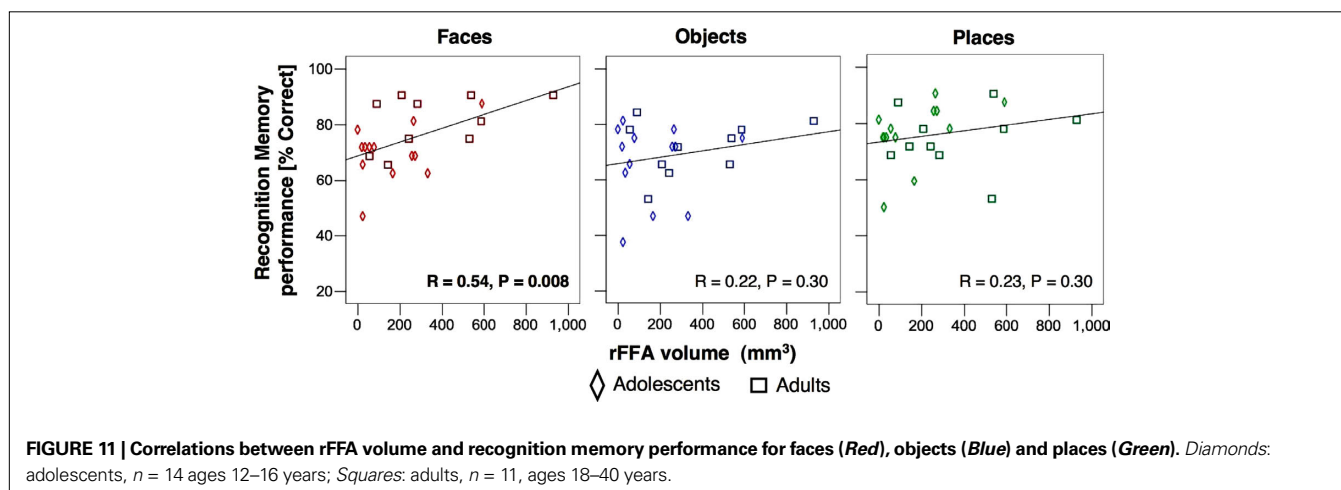 Faces Objects Places
Recognition Memory
performance [% Correct]
100
80
60
40
20
R = 0.54, P = 0.008 R = 0.22, P = 0.30 R = 0.23, P = 0.30
0 200 400 600 800 1,000 0 200 400 600 800 1,000 0 200 400 600 800 1,000
rFFA volume (mm³)
Adolescents Adults
FIGURE 11 | Correlations between rFFA volume and recognition memory performance for faces (Red), objects (Blue) and places (Green). Diamonds:
adolescents, n = 14 ages 12–16 years; Squares: adults, n = 11, ages 18–40 years.